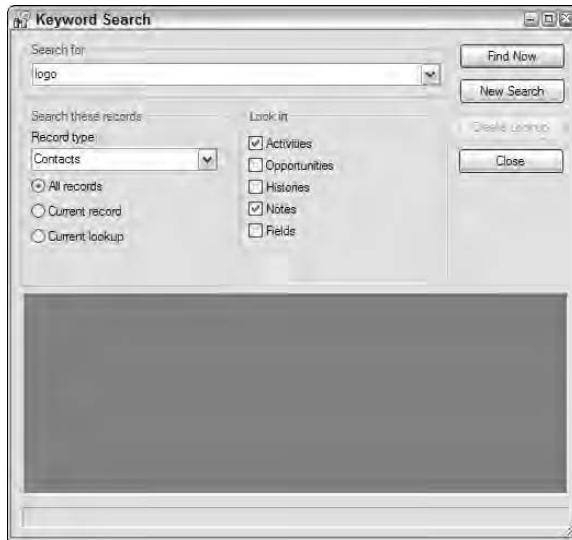 Keyword Search
Search for
logo
Find Now
New Search
Create Lookup
Close
Search these records
Record type
Contacts
All records
Current record
Current lookup
Look in
Activities
Opportunities
Histories
Notes
Fields